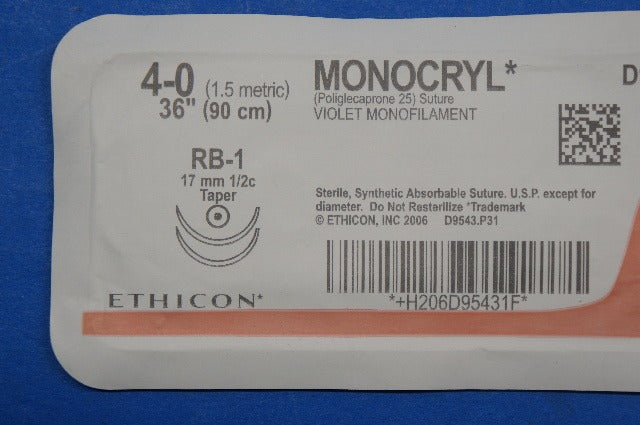 4-0 (1.5 metric)
36" (90 cm)
MONOCRYL*
(Poliglecaprone 25) Suture
VIOLET MONOFILAMENT
D
RB-1
17 mm 1/2c
Taper
Sterile, Synthetic Absorbable Suture. U.S.P. except for
diameter. Do Not Resterilize *Trademark
© ETHICON, INC 2006 D9543.P31
*+H206D95431F*
ETHICON*